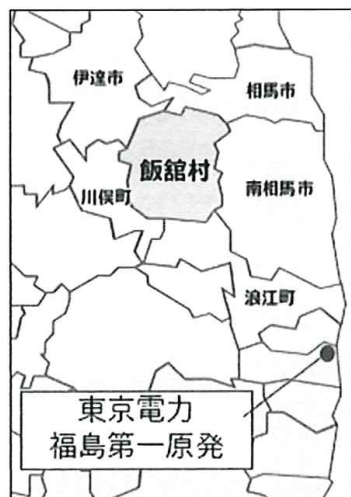 伊達市
相馬市
飯舘村
川俣町
南相馬市
浪江町
東京電力
福島第一原発